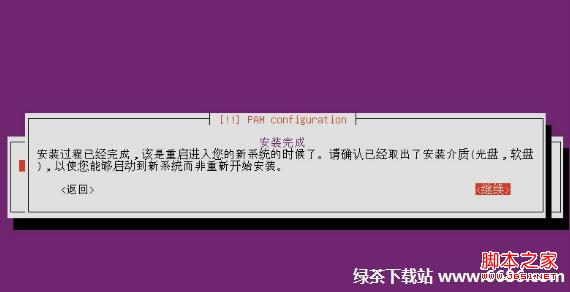 [!!] PAM configuration
安装完成
安装过程已经完成,该是重启进入您的新系统的时候了。请确认已经取出了安装介质(光盘,软盘
),以使您能够启动到新系统而非重新开始安装。
<返回> <继续>
脚本之家
绿茶下载站